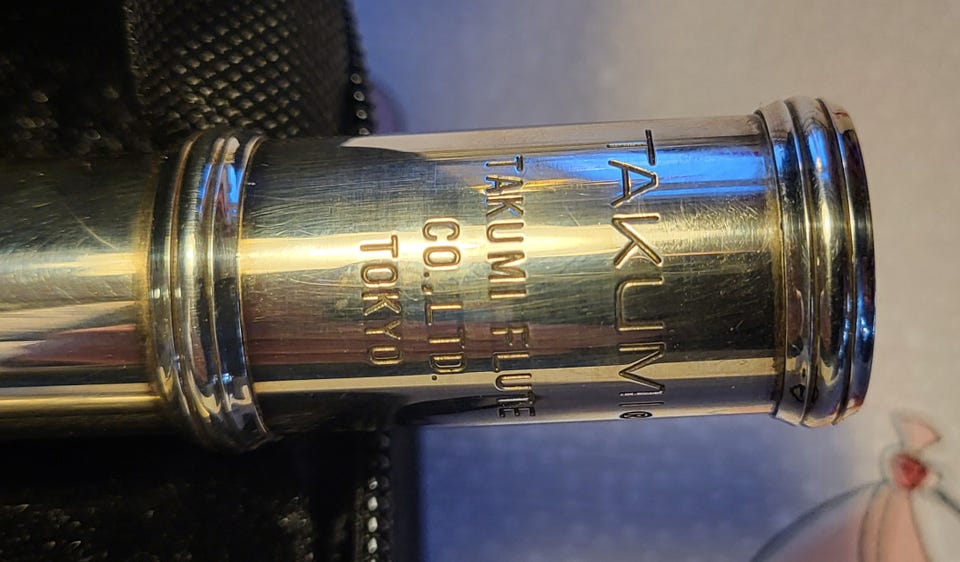 TAKUMI®
TAKUMI FLUTE
CO.,LTD.
TOKYO